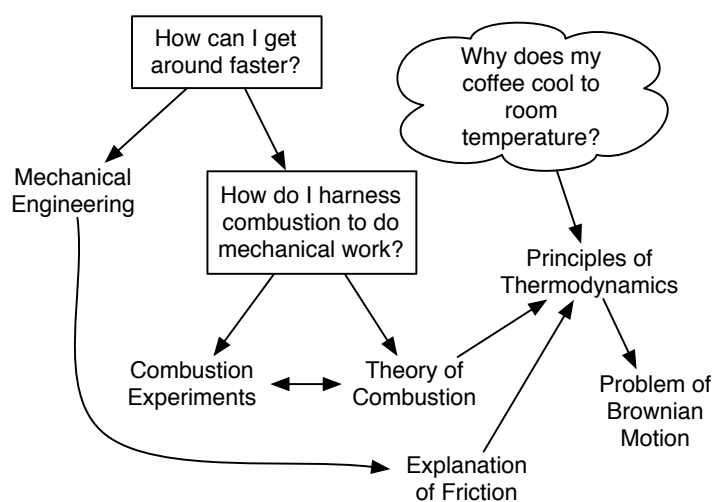 How can I get
around faster?
Why does my
coffee cool to
room
temperature?
Mechanical
Engineering
How do I harness
combustion to do
mechanical work?
Principles of
Thermodynamics
Combustion
Experiments
Theory of
Combustion
Problem of
Brownian
Motion
Explanation
of Friction